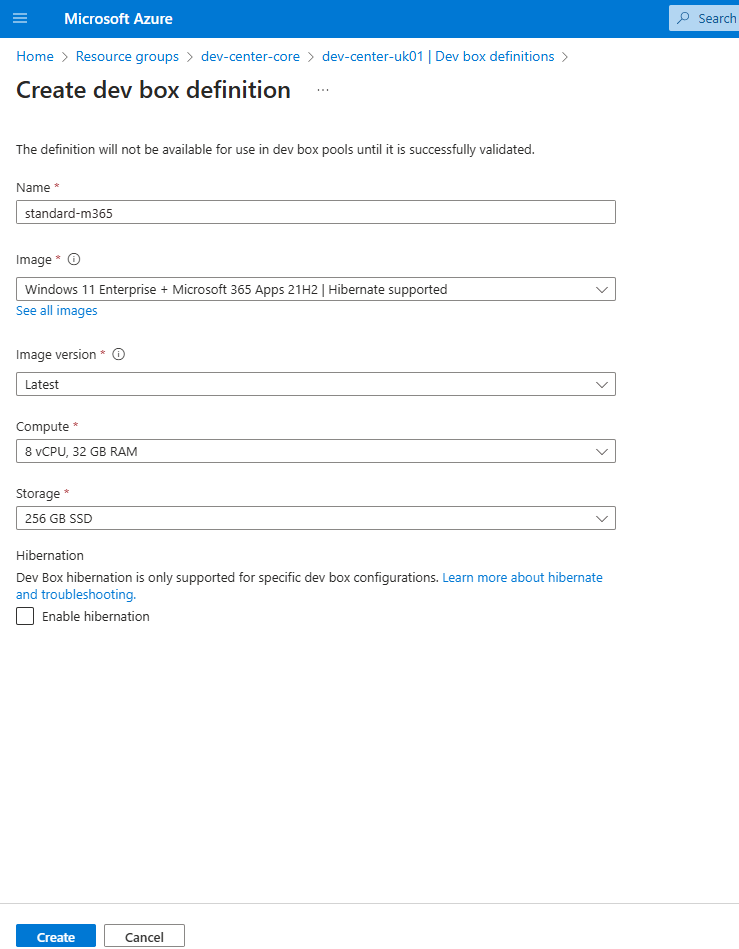 Microsoft Azure
Search
Home > Resource groups > dev-center-core > dev-center-uk01 | Dev box definitions >
Create dev box definition ...
The definition will not be available for use in dev box pools until it is successfully validated.
Name *
standard-m365
Image *
Windows 11 Enterprise + Microsoft 365 Apps 21H2 | Hibernate supported
See all images
Image version *
Latest
Compute *
8 vCPU, 32 GB RAM
Storage *
256 GB SSD
Hibernation
Dev Box hibernation is only supported for specific dev box configurations. Learn more about hibernate
and troubleshooting.
Enable hibernation
Create
Cancel